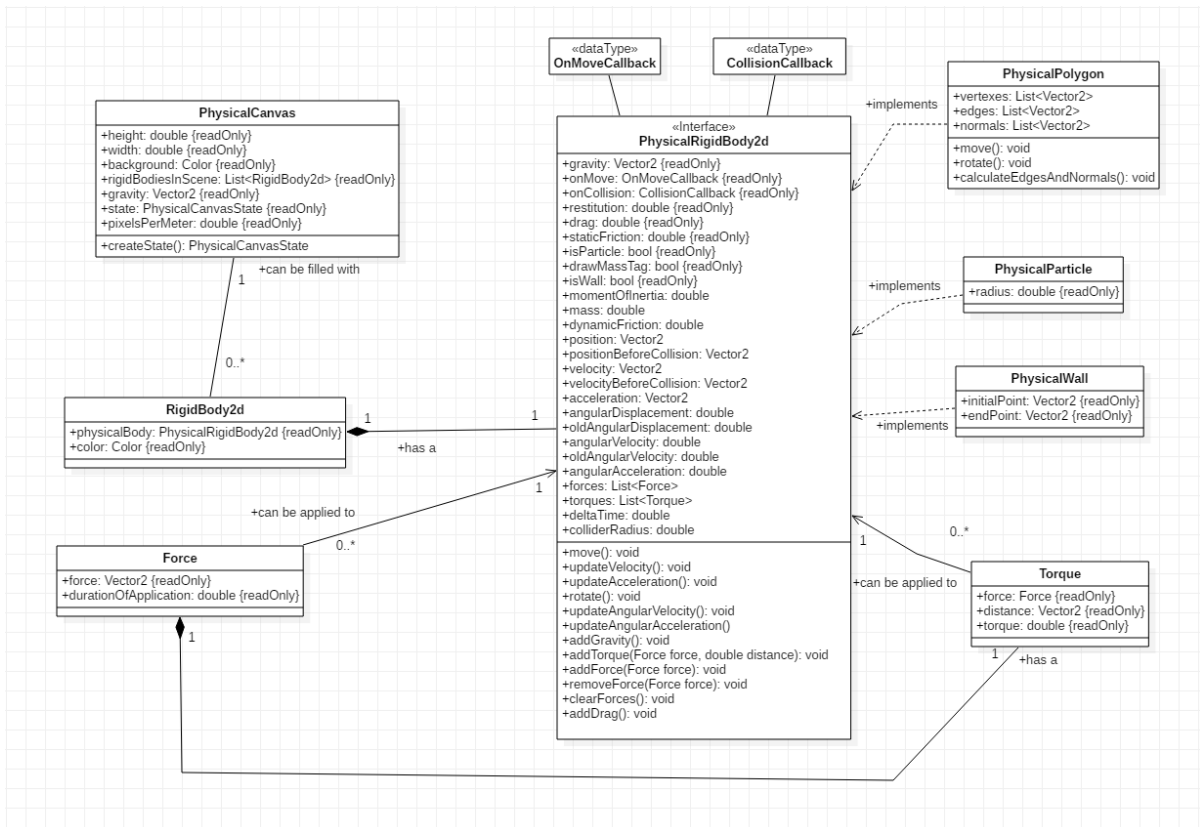 «dataType»
OnMoveCallback
«dataType»
CollisionCallback
PhysicalCanvas
+height: double {readOnly}
+width: double {readOnly}
+background: Color {readOnly}
+rigidBodiesInScene: List<RigidBody2d> {readOnly}
+gravity: Vector2 {readOnly}
+state: PhysicalCanvasState {readOnly}
+pixelsPerMeter: double {readOnly}
+createState(): PhysicalCanvasState
+can be filled with
1
0..*
RigidBody2d
+physicalBody: PhysicalRigidBody2d {readOnly}
+color: Color {readOnly}
1
1
+has a
+can be applied to
1
0..*
Force
+force: Vector2 {readOnly}
+durationOfApplication: double {readOnly}
1
«Interface»
PhysicalRigidBody2d
+gravity: Vector2 {readOnly}
+onMove: OnMoveCallback {readOnly}
+onCollision: CollisionCallback {readOnly}
+restitution: double {readOnly}
+drag: double {readOnly}
+staticFriction: double {readOnly}
+isParticle: bool {readOnly}
+drawMassTag: bool {readOnly}
+isWall: bool {readOnly}
+momentOfInertia: double
+mass: double
+dynamicFriction: double
+position: Vector2
+positionBeforeCollision: Vector2
+velocity: Vector2
+velocityBeforeCollision: Vector2
+acceleration: Vector2
+angularDisplacement: double
+oldAngularDisplacement: double
+angularVelocity: double
+oldAngularVelocity: double
+angularAcceleration: double
+forces: List<Force>
+torques: List<Torque>
+deltaTime: double
+colliderRadius: double
+move(): void
+updateVelocity(): void
+updateAcceleration(): void
+rotate(): void
+updateAngularVelocity(): void
+updateAngularAcceleration()
+addGravity(): void
+addTorque(Force force, double distance): void
+addForce(Force force): void
+removeForce(Force force): void
+clearForces(): void
+addDrag(): void
+implements
PhysicalPolygon
+vertexes: List<Vector2>
+edges: List<Vector2>
+normals: List<Vector2>
+move(): void
+rotate(): void
+calculateEdgesAndNormals(): void
+implements
PhysicalParticle
+radius: double {readOnly}
PhysicalWall
+initialPoint: Vector2 {readOnly}
+endPoint: Vector2 {readOnly}
+implements
1
0..*
+can be applied to
Torque
+force: Force {readOnly}
+distance: Vector2 {readOnly}
+torque: double {readOnly}
1
+has a